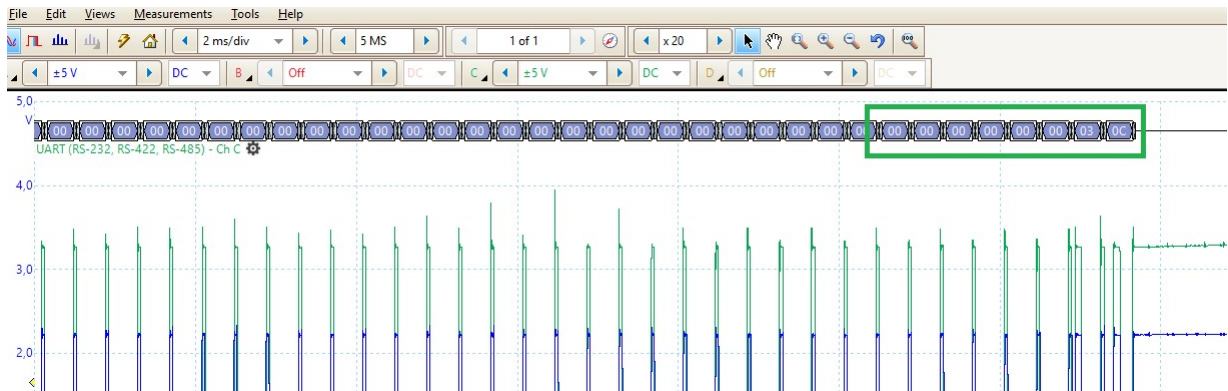 File Edit Views Measurements Tools Help
2 ms/div 5 MS 1 of 1 x 20
±5 V DC B Off DC C ±5 V DC D Off DC
5,0
V
00 00 00 00 00 00 00 00 00 00 00 00 00 00 00 00 00 00 00 00 00 00 00 00 00 00 00 00 00 00 00 00 03 0C
UART (RS-232, RS-422, RS-485) - Ch C
4,0
3,0
2,0